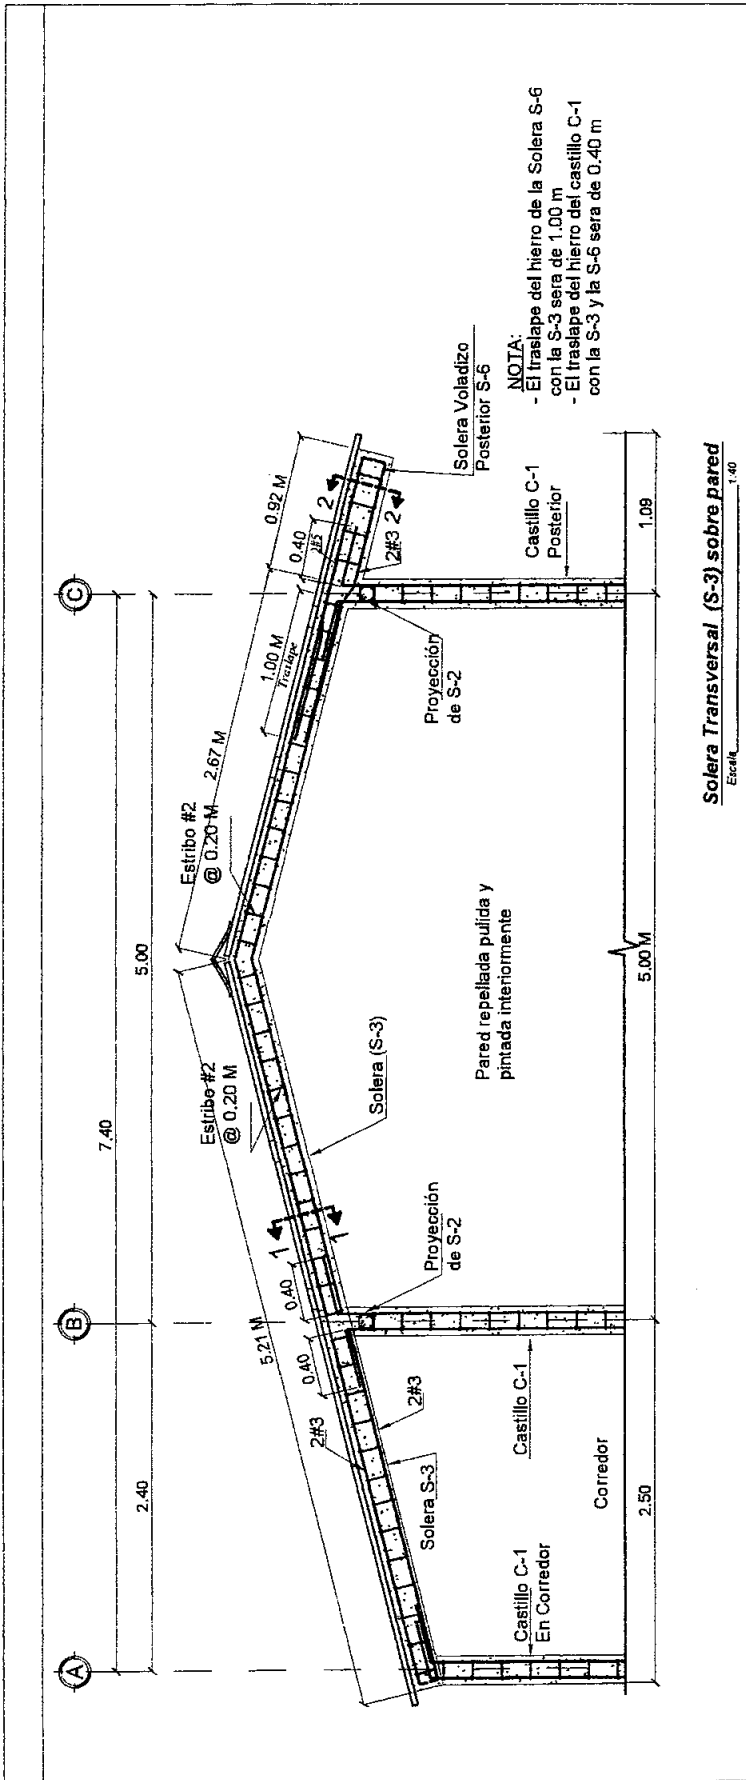 A
B
C
7.40
2.40
5.00
5.21 M
2.67 M
0.92 M
Estribo #2
@ 0.20 M
Estribo #2
@ 0.20 M
1.00 M
Traslape
0.40
2#5
2
2
2#3
0.40
0.40
1
1
2#3
2#3
Solera (S-3)
Solera S-3
Solera Voladizo
Posterior S-6
Proyección
de S-2
Proyección
de S-2
Castillo C-1
En Corredor
Castillo C-1
Castillo C-1
Posterior
Pared repellada pulida y
pintada interiormente
Corredor
NOTA:
- El traslape del hierro de la Solera S-6
con la S-3 sera de 1.00 m
- El traslape del hierro del castillo C-1
con la S-3 y la S-6 sera de 0.40 m
2.50
5.00 M
1.09
Solera Transversal (S-3) sobre pared
Escala 1:40